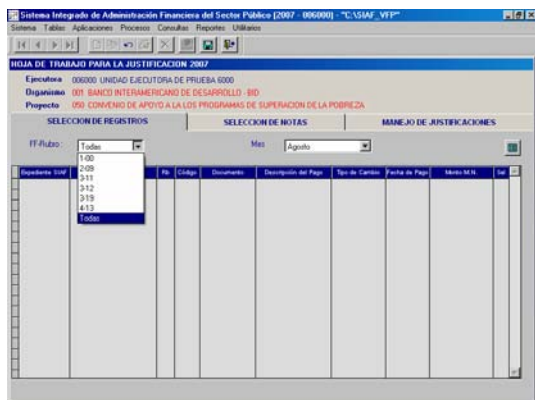 Sistema Integrado de Administración Financiera del Sector Público [2007 - 006000] - "C:\SIAF_VFP"
Sistema Tablas Aplicaciones Procesos Consultas Reportes Utilitarios
HOJA DE TRABAJO PARA LA JUSTIFICACION 2007
Ejecutora 006000 UNIDAD EJECUTORA DE PRUEBA 6000
Organismo 001 BANCO INTERAMERICANO DE DESARROLLO - BID
Proyecto 050 CONVENIO DE APOYO A LA LOS PROGRAMAS DE SUPERACION DE LA POBREZA
SELECCION DE REGISTROS SELECCION DE NOTAS MANEJO DE JUSTIFICACIONES
FF-Rubro: Todas Mes Agosto
Expediente SIAF Rb Código Documento Descripción del Pago Tipo de Cambio Fecha de Pago Monto M.N. Sel
1-00
2-09
3-11
3-12
3-19
4-13
Todas